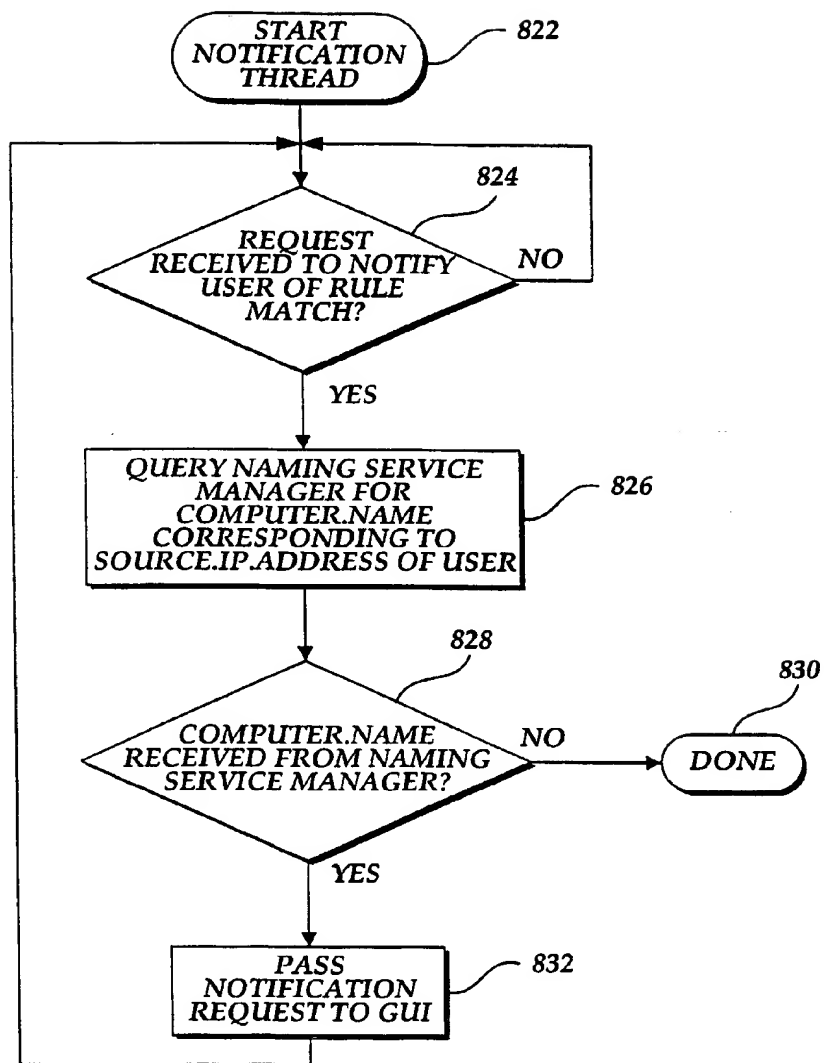 START
NOTIFICATION
THREAD
822
824
REQUEST
RECEIVED TO NOTIFY
USER OF RULE
MATCH?
NO
YES
QUERY NAMING SERVICE
MANAGER FOR
COMPUTER.NAME
CORRESPONDING TO
SOURCE.IP.ADDRESS OF USER
826
828
COMPUTER.NAME
RECEIVED FROM NAMING
SERVICE MANAGER?
NO
830
DONE
YES
PASS
NOTIFICATION
REQUEST TO GUI
832